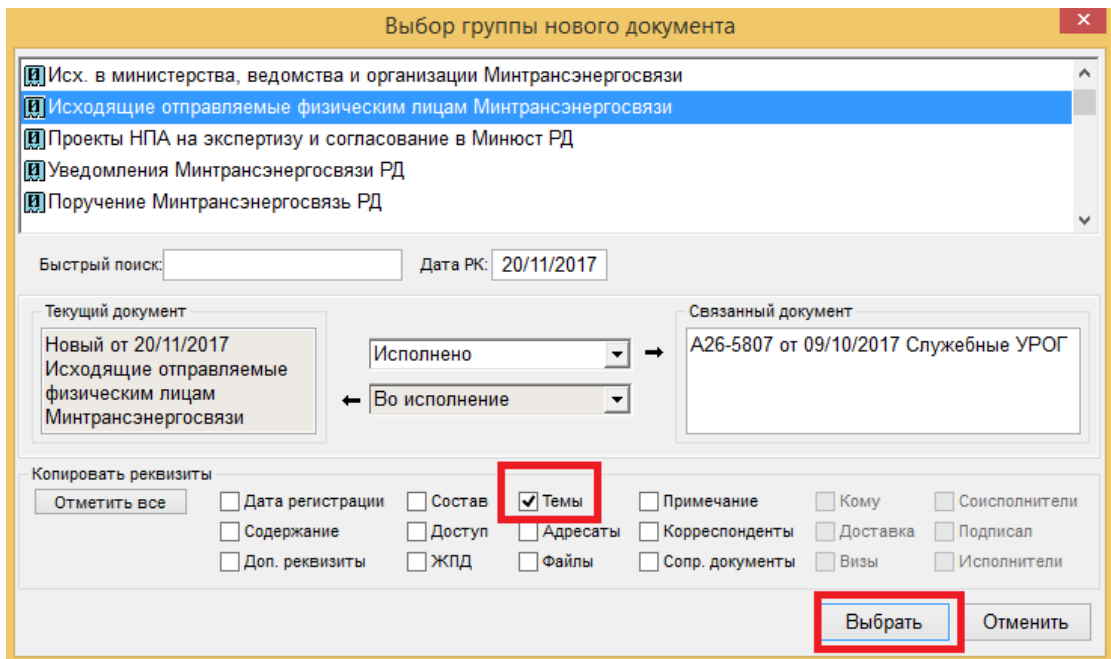 Выбор группы нового документа
Исх. в министерства, ведомства и организации Минтрансэнергосвязи
Исходящие отправляемые физическим лицам Минтрансэнергосвязи
Проекты НПА на экспертизу и согласование в Минюст РД
Уведомления Минтрансэнергосвязи РД
Поручение Минтрансэнергосвязь РД
Быстрый поиск: Дата РК: 20/11/2017
Текущий документ
Новый от 20/11/2017
Исходящие отправляемые
физическим лицам
Минтрансэнергосвязи
Исполнено
Во исполнение
Связанный документ
А26-5807 от 09/10/2017 Служебные УРОГ
Копировать реквизиты
Отметить все Дата регистрации Состав Темы Примечание Кому Соисполнители
Содержание Доступ Адресаты Корреспонденты Доставка Подписал
Доп. реквизиты ЖПД Файлы Сопр. документы Визы Исполнители
Выбрать Отменить